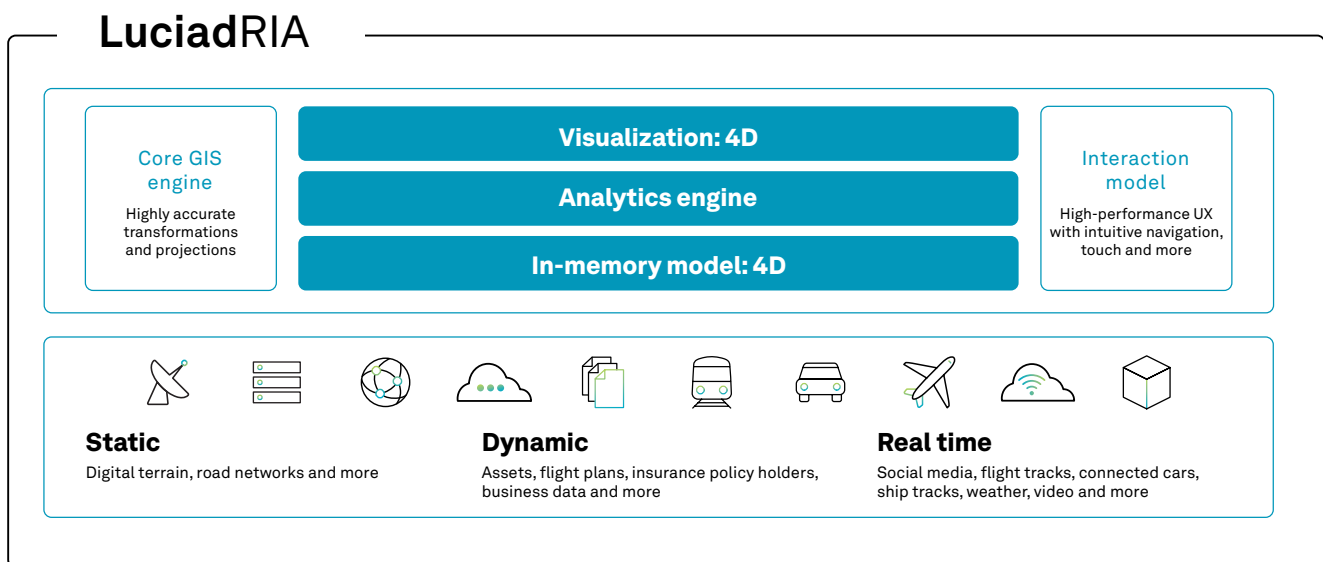 LuciadRIA
Core GIS
engine
Highly accurate
transformations
and projections
Visualization: 4D
Analytics engine
In-memory model: 4D
Interaction
model
High-performance UX
with intuitive navigation,
touch and more
Static
Digital terrain, road networks and more
Dynamic
Assets, flight plans, insurance policy holders,
business data and more
Real time
Social media, flight tracks, connected cars,
ship tracks, weather, video and more